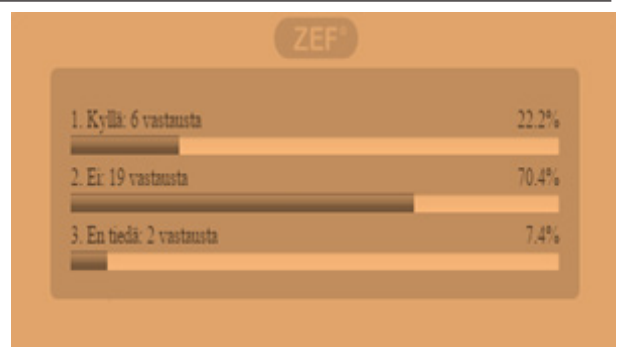 ZEF®
1. Kyllä: 6 vastausta 22.2%
2. Ei: 19 vastausta 70.4%
3. En tiedä: 2 vastausta 7.4%